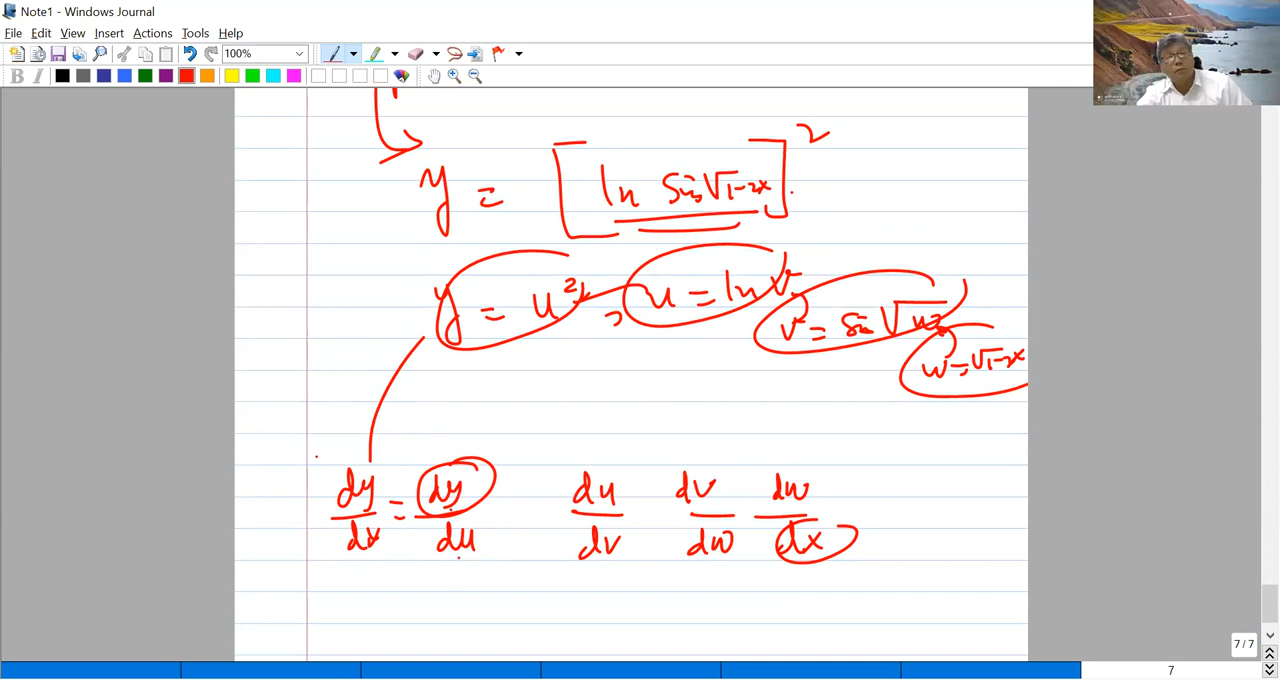 Note1 - Windows Journal
File Edit View Insert Actions Tools Help
100%
B I
y = [ln sin √1-2x]²
y = u², u = ln v
v = sin √w
w = √1-2x
dy/dx = dy/du du/dv dv/dw dw/dx
7/7
7